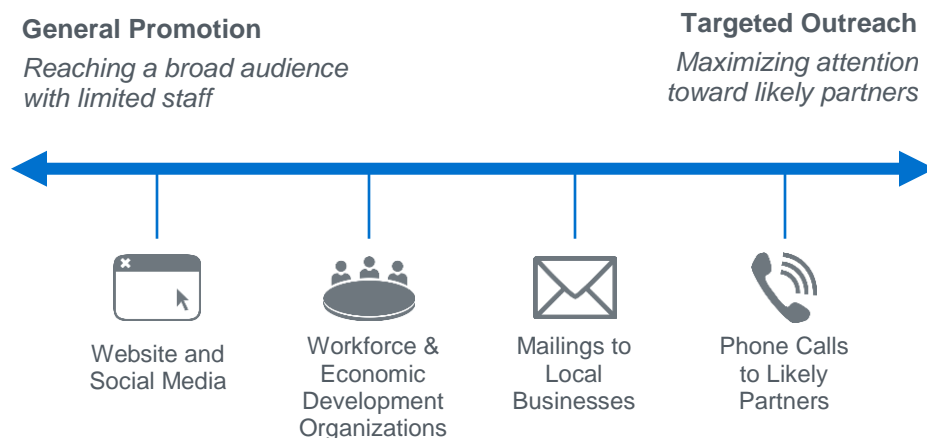 General Promotion
Reaching a broad audience
with limited staff
Targeted Outreach
Maximizing attention
toward likely partners
Website and
Social Media
Workforce &
Economic
Development
Organizations
Mailings to
Local
Businesses
Phone Calls
to Likely
Partners